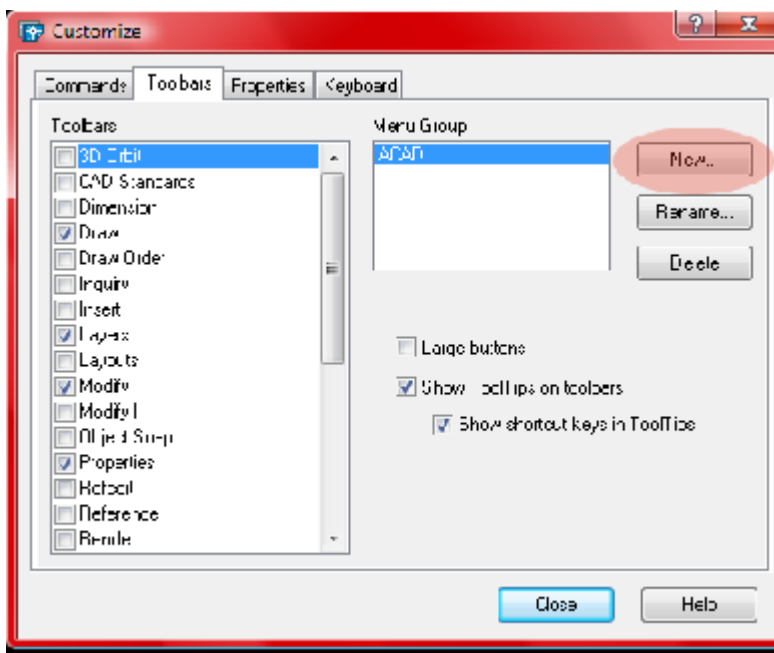 Customize
Commands Toolbars Properties Keyboard
Toolbars
3D Orbit
CAD Standards
Dimension
Draw
Draw Order
Inquiry
Insert
Layers
Layouts
Modify
Modify I
Object Snap
Properties
Refedit
Reference
Render
Menu Group
ACAD
New...
Rename...
Delete
Large buttons
Show ToolTips on toolbars
Show shortcut keys in ToolTips
Close Help